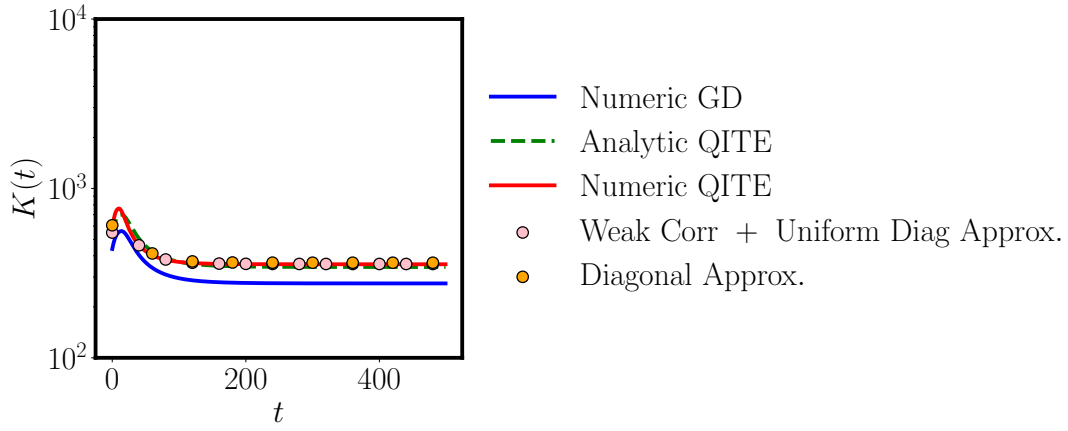 10^4
10^3
10^2
K(t)
0
200
400
t
Numeric GD
Analytic QITE
Numeric QITE
Weak Corr + Uniform Diag Approx.
Diagonal Approx.